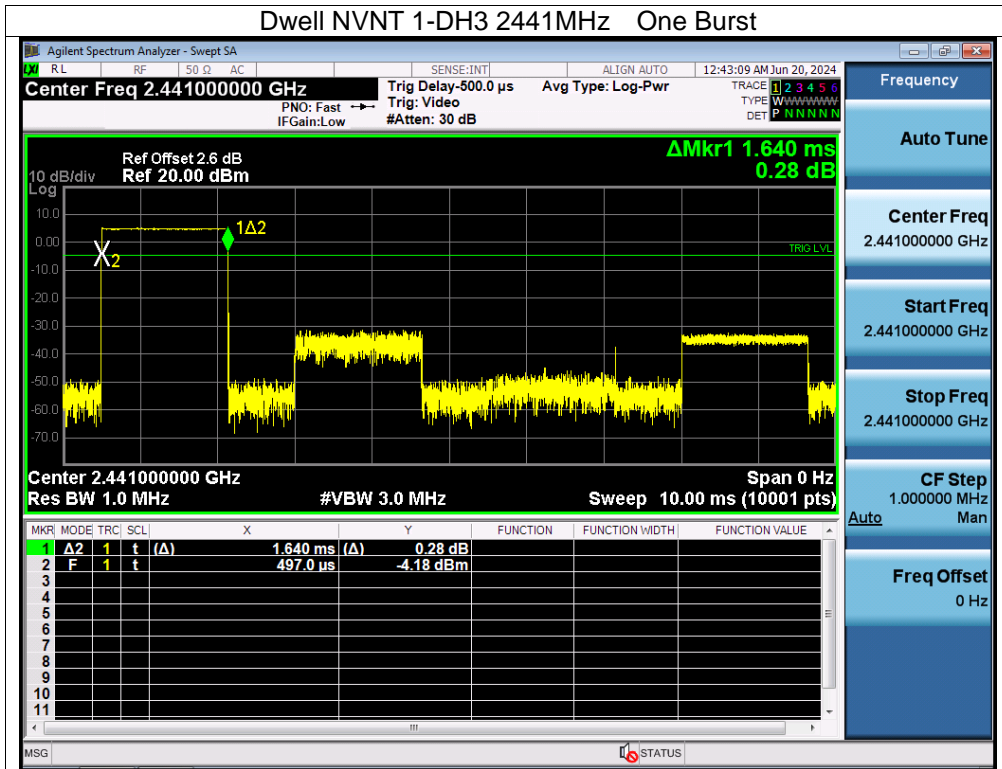 Dwell NVNT 1-DH3 2441MHz One Burst
Agilent Spectrum Analyzer - Swept SA
LXI RL RF 50 Ω AC SENSE:INT ALIGN AUTO 12:43:09 AM Jun 20, 2024
Center Freq 2.441000000 GHz
PNO: Fast
IFGain:Low
Trig Delay-500.0 µs
Trig: Video
#Atten: 30 dB
Avg Type: Log-Pwr
TRACE 1 2 3 4 5 6
TYPE WWWWWW
DET P N N N N N
Frequency
Auto Tune
Center Freq
2.441000000 GHz
Start Freq
2.441000000 GHz
Stop Freq
2.441000000 GHz
CF Step
1.000000 MHz
Auto Man
Freq Offset
0 Hz
ΔMkr1 1.640 ms
0.28 dB
Ref Offset 2.6 dB
10 dB/div Ref 20.00 dBm
Log
10.0
0.00
-10.0
-20.0
-30.0
-40.0
-50.0
-60.0
-70.0
1Δ2
2
TRIG LVL
Center 2.441000000 GHz Span 0 Hz
Res BW 1.0 MHz #VBW 3.0 MHz Sweep 10.00 ms (10001 pts)
MKR MODE TRC SCL X Y FUNCTION FUNCTION WIDTH FUNCTION VALUE
1 Δ2 1 t (Δ) 1.640 ms (Δ) 0.28 dB
2 F 1 t 497.0 µs -4.18 dBm
3
4
5
6
7
8
9
10
11
MSG STATUS